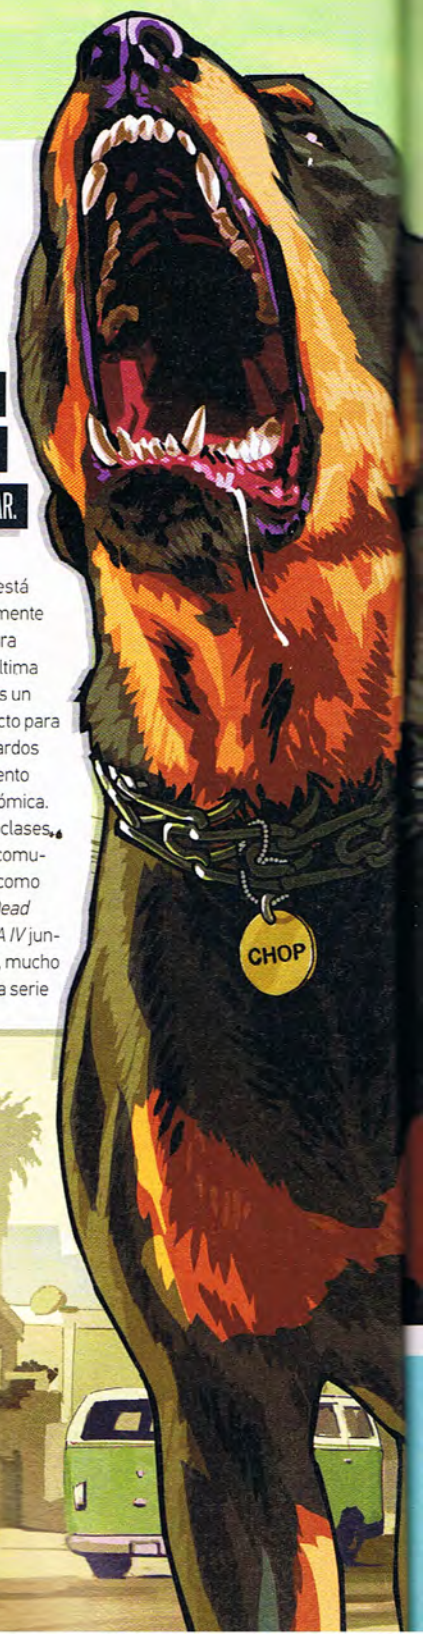 AR.
está
mente
ra
ltima
s un
cto para
ardos
ento
ómica.
clases,
comu-
como
ead
A IV jun-
, mucho
a serie
CHOP